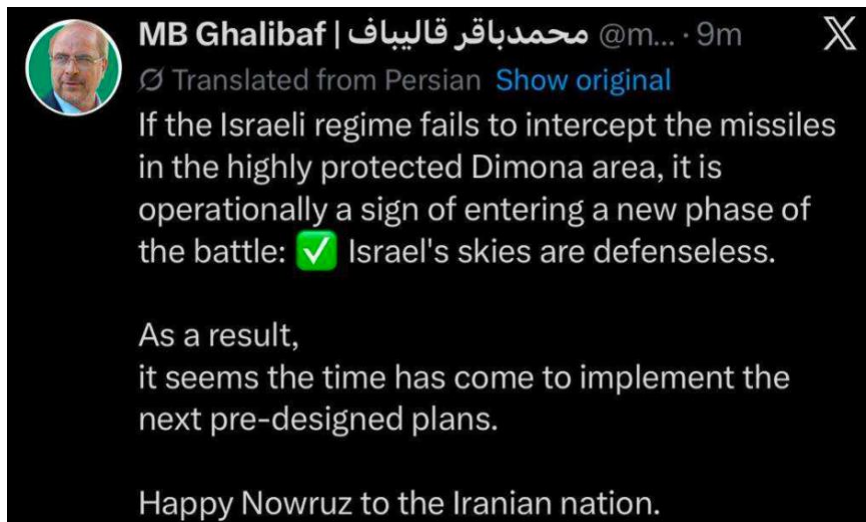 MB Ghalibaf | محمدباقر قالیباف @m... · 9m
Translated from Persian Show original
If the Israeli regime fails to intercept the missiles
in the highly protected Dimona area, it is
operationally a sign of entering a new phase of
the battle: ✅ Israel's skies are defenseless.
As a result,
it seems the time has come to implement the
next pre-designed plans.
Happy Nowruz to the Iranian nation.